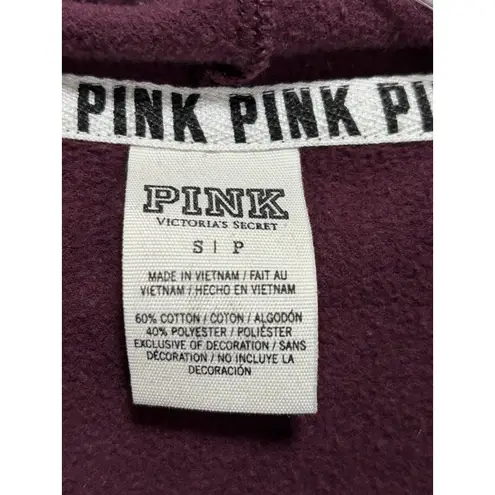 PINK PINK PI
PINK
VICTORIA'S SECRET
S | P
MADE IN VIETNAM / FAIT AU
VIETNAM / HECHO EN VIETNAM
60% COTTON / COTON / ALGODÓN
40% POLYESTER / POLIÉSTER
EXCLUSIVE OF DECORATION / SANS
DÉCORATION / NO INCLUYE LA
DECORACIÓN